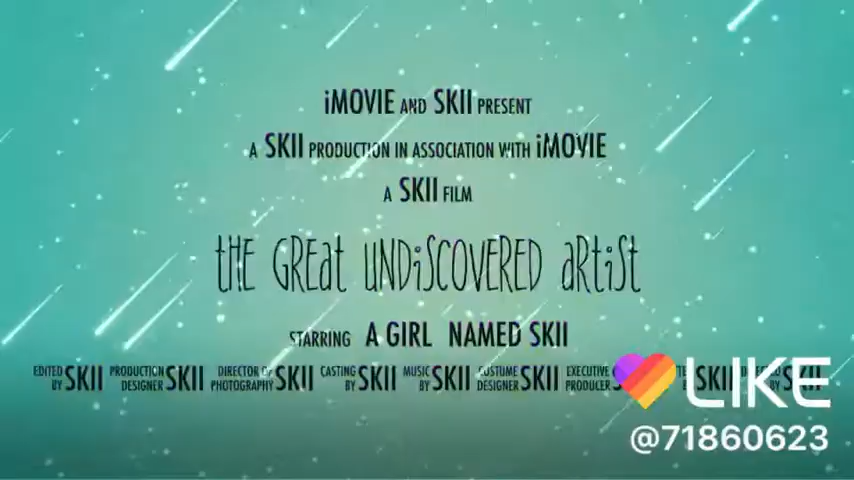 iMOVIE AND SKII PRESENT
A SKII PRODUCTION IN ASSOCIATION WITH iMOVIE
A SKII FILM
tHE GREat UNDiSCOVERED aRtiSt
STARRING A GIRL NAMED SKII
EDITED BY SKII PRODUCTION DESIGNER SKII DIRECTOR OF PHOTOGRAPHY SKII CASTING BY SKII MUSIC BY SKII COSTUME DESIGNER SKII EXECUTIVE PRODUCER SKII SKII
LIKE
@71860623